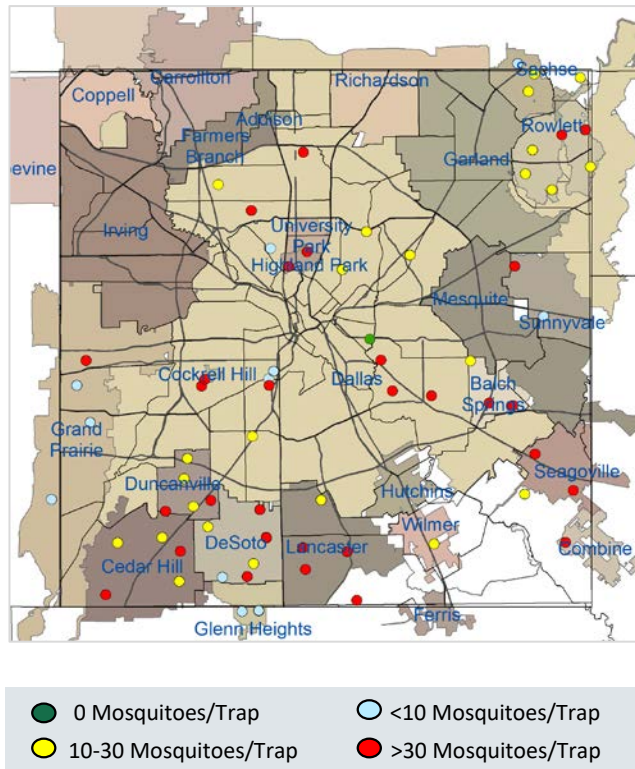 Sachse
Carrollton
Richardson
Coppell
Addison
Rowlett
Farmers
Branch
Garland
evine
University
Park
Irving
Highland Park
Mesquite
Sunnyvale
Cockrell Hill
Dallas
Balch
Springs
Grand
Prairie
Seagoville
Duncanville
Hutchins
Wilmer
DeSoto
Lancaster
Combine
Cedar Hill
Ferris
Glenn Heights
0 Mosquitoes/Trap
<10 Mosquitoes/Trap
10-30 Mosquitoes/Trap
>30 Mosquitoes/Trap